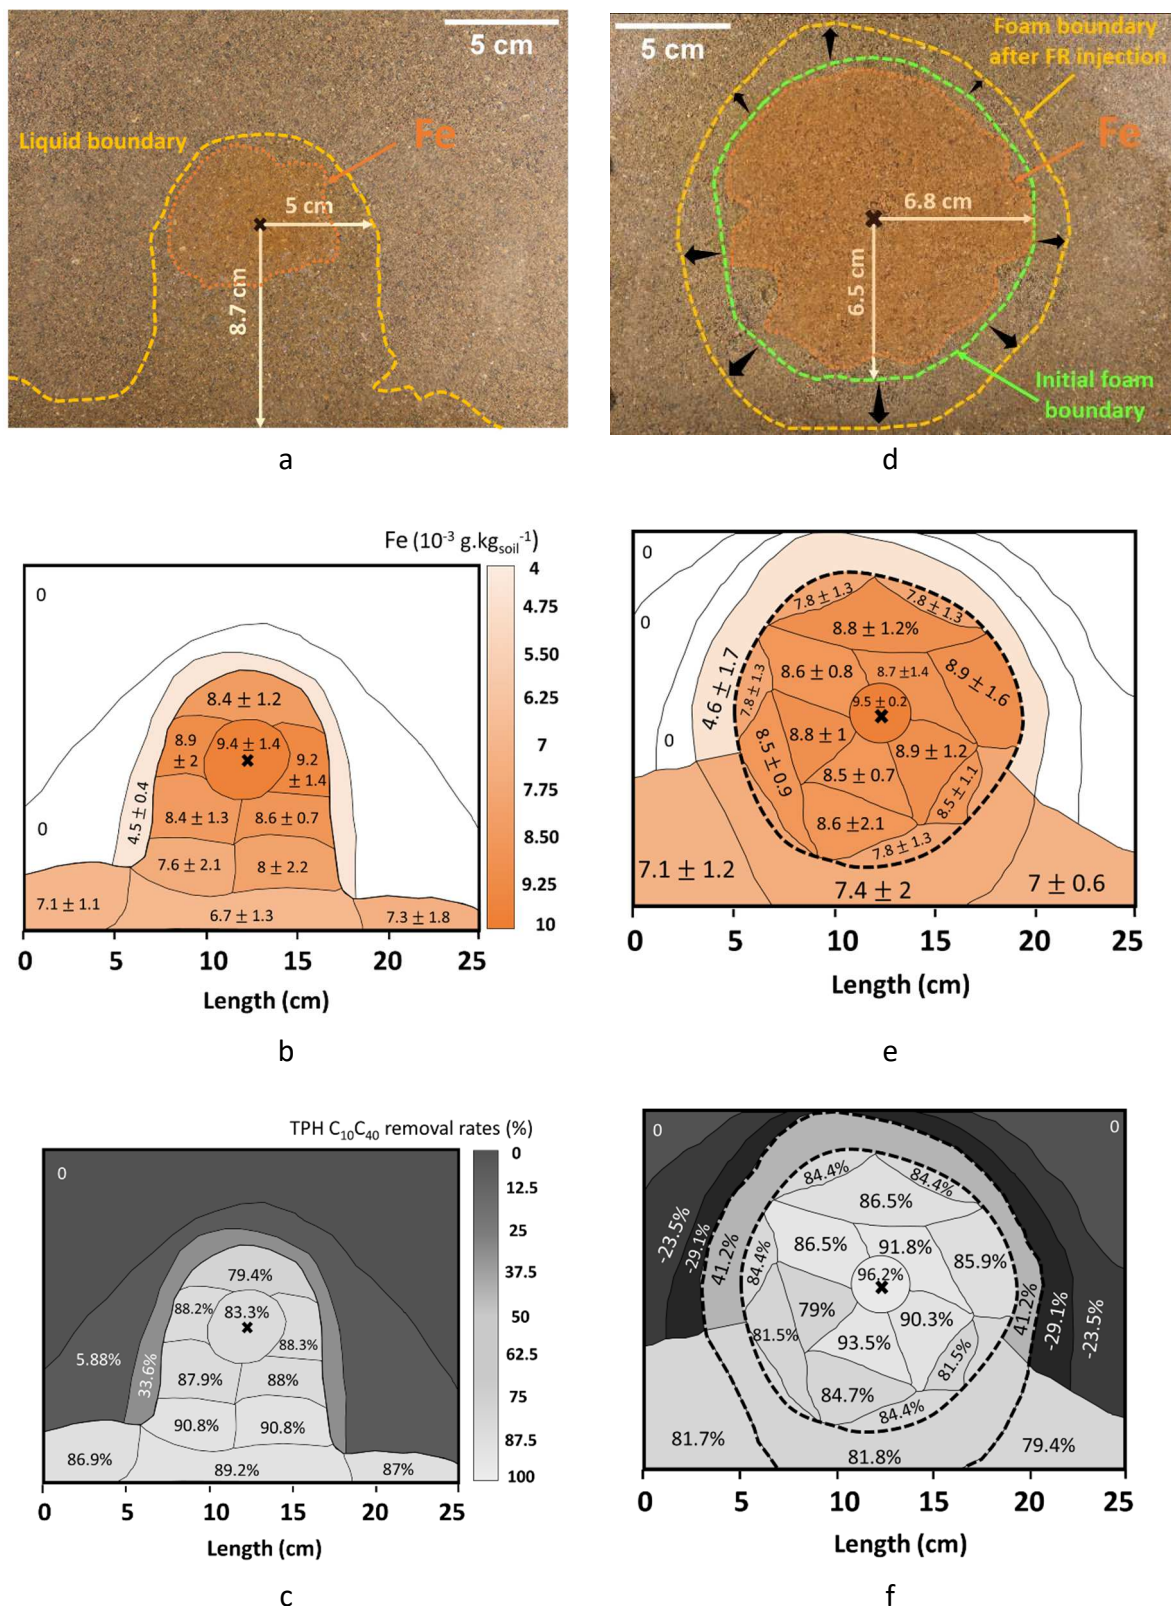 5 cm
Liquid boundary
Fe
5 cm
8.7 cm
a
5 cm
Foam boundary
after FR injection
Fe
6.8 cm
6.5 cm
Initial foam
boundary
d
Fe (10⁻³ g.kgsoil⁻¹)
0
0
8.4 ± 1.2
8.9
± 2
9.4 ± 1.4
9.2
± 1.4
4.5 ± 0.4
8.4 ± 1.3
8.6 ± 0.7
7.6 ± 2.1
8 ± 2.2
7.1 ± 1.1
6.7 ± 1.3
7.3 ± 1.8
4
4.75
5.50
6.25
7
7.75
8.50
9.25
10
0
5
10
15
20
25
Length (cm)
b
0
0
0
7.8 ± 1.3
7.8 ± 1.3
8.8 ± 1.2%
4.6 ± 1.7
7.8 ± 1.3
8.6 ± 0.8
8.7 ±1.4
8.9 ± 1.6
9.5 ± 0.2
8.8 ± 1
8.9 ± 1.2
8.5 ± 0.9
8.5 ± 0.7
8.5 ± 1.1
8.6 ±2.1
7.8 ± 1.3
7.1 ± 1.2
7.4 ± 2
7 ± 0.6
0
5
10
15
20
25
Length (cm)
e
TPH C₁₀C₄₀ removal rates (%)
0
79.4%
88.2%
83.3%
88.3%
5.88%
33.6%
87.9%
88%
90.8%
90.8%
86.9%
89.2%
87%
0
12.5
25
37.5
50
62.5
75
87.5
100
0
5
10
15
20
25
Length (cm)
c
0
0
84.4%
84.4%
86.5%
-23.5%
-29.1%
41.2%
84.4%
86.5%
91.8%
85.9%
96.2%
41.2%
-29.1%
-23.5%
79%
90.3%
81.5%
93.5%
81.5%
84.7%
84.4%
81.7%
81.8%
79.4%
0
5
10
15
20
25
Length (cm)
f